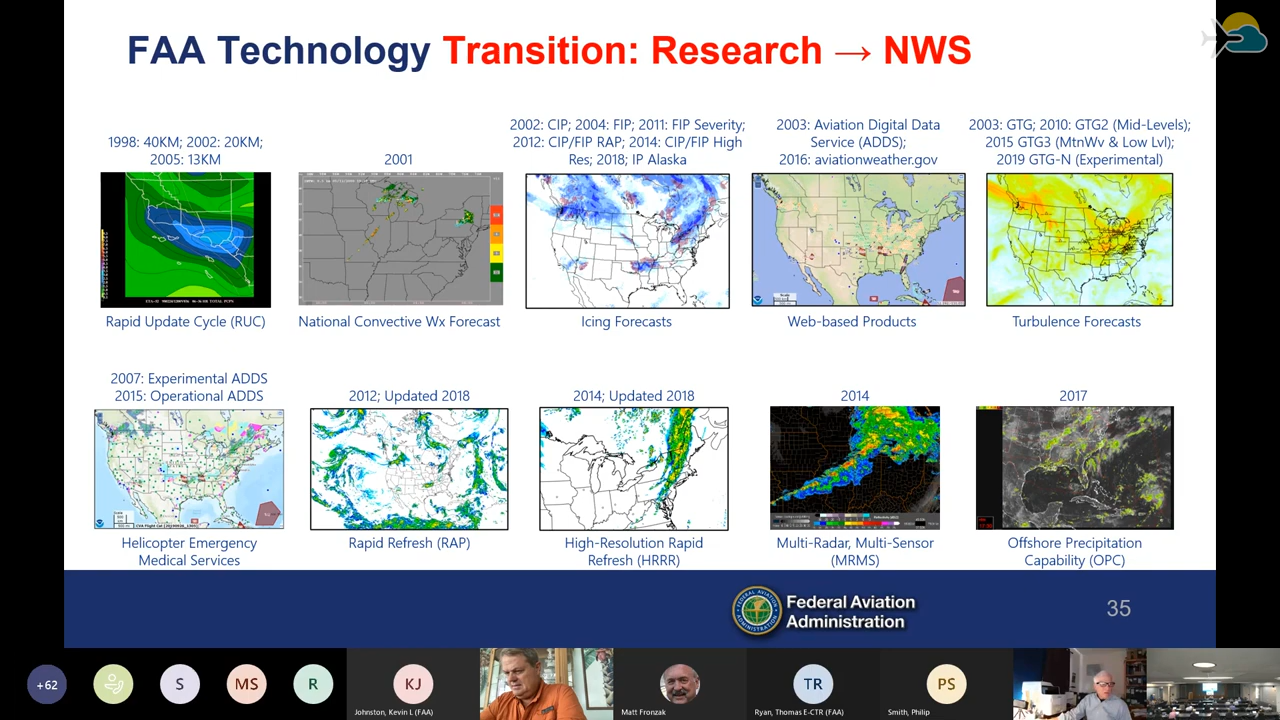 FAA Technology Transition: Research → NWS
1998: 40KM; 2002: 20KM;
2005: 13KM
2001
2002: CIP; 2004: FIP; 2011: FIP Severity;
2012: CIP/FIP RAP; 2014: CIP/FIP High
Res; 2018; IP Alaska
2003: Aviation Digital Data
Service (ADDS);
2016: aviationweather.gov
2003: GTG; 2010: GTG2 (Mid-Levels);
2015 GTG3 (MtnWv & Low Lvl);
2019 GTG-N (Experimental)
Rapid Update Cycle (RUC)
National Convective Wx Forecast
Icing Forecasts
Web-based Products
Turbulence Forecasts
2007: Experimental ADDS
2015: Operational ADDS
2012; Updated 2018
2014; Updated 2018
2014
2017
Helicopter Emergency
Medical Services
Rapid Refresh (RAP)
High-Resolution Rapid
Refresh (HRRR)
Multi-Radar, Multi-Sensor
(MRMS)
Offshore Precipitation
Capability (OPC)
Federal Aviation
Administration
35
+62
S
MS
R
KJ
TR
PS
Johnston, Kevin L (FAA)
Matt Fronzak
Ryan, Thomas E-CTR (FAA)
Smith, Philip